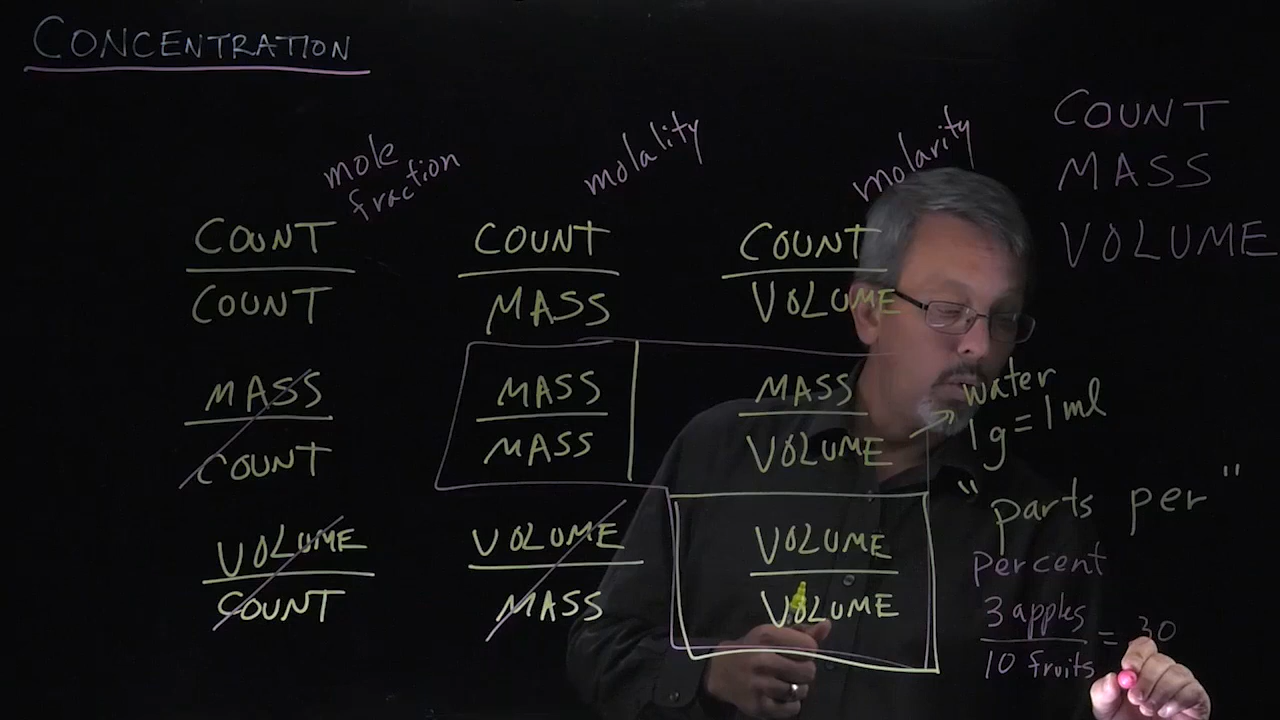 CONCENTRATION
COUNT
MASS
VOLUME
mole
fraction
molality
molarity
COUNT
COUNT
COUNT
MASS
COUNT
VOLUME
MASS
COUNT
MASS
MASS
MASS
VOLUME
water
1g = 1ml
VOLUME
COUNT
VOLUME
MASS
VOLUME
VOLUME
"parts per"
percent
3 apples
10 fruits
= 30